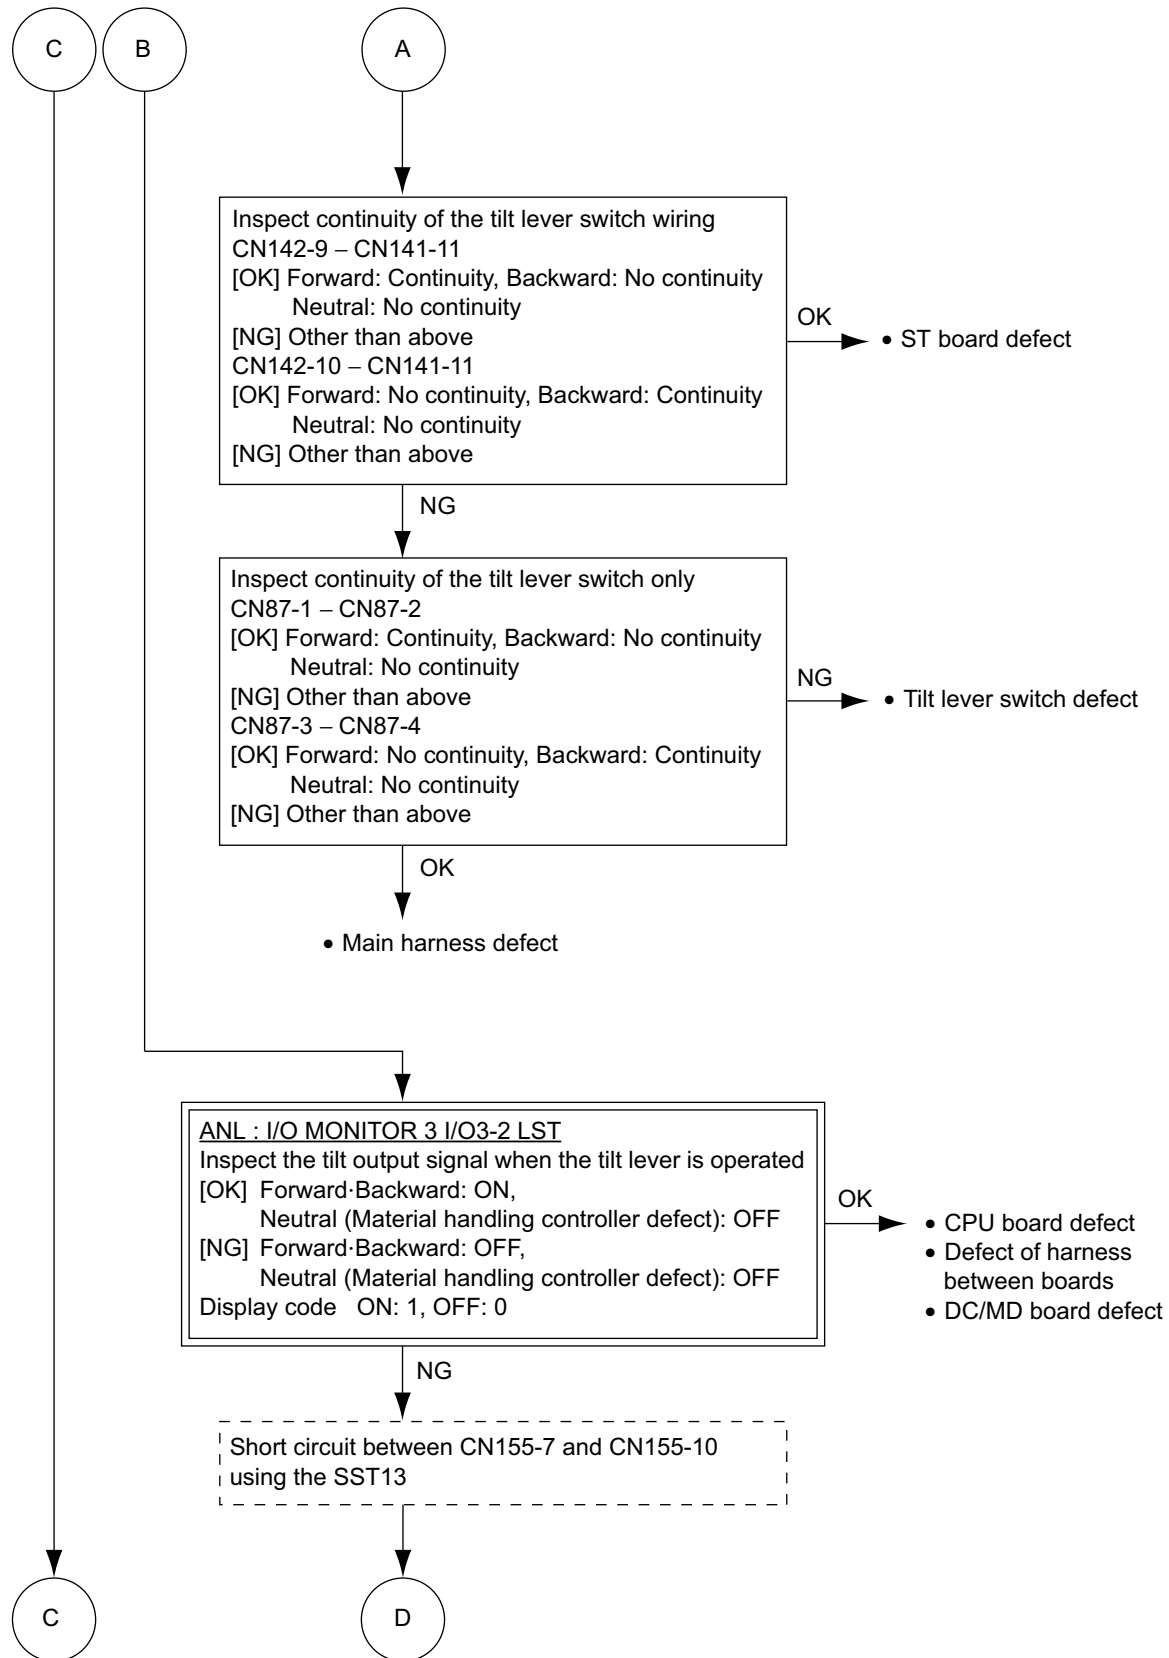 C
B
A
Inspect continuity of the tilt lever switch wiring
CN142-9 – CN141-11
[OK] Forward: Continuity, Backward: No continuity
Neutral: No continuity
[NG] Other than above
CN142-10 – CN141-11
[OK] Forward: No continuity, Backward: Continuity
Neutral: No continuity
[NG] Other than above
OK
• ST board defect
NG
Inspect continuity of the tilt lever switch only
CN87-1 – CN87-2
[OK] Forward: Continuity, Backward: No continuity
Neutral: No continuity
[NG] Other than above
CN87-3 – CN87-4
[OK] Forward: No continuity, Backward: Continuity
Neutral: No continuity
[NG] Other than above
NG
• Tilt lever switch defect
OK
• Main harness defect
ANL : I/O MONITOR 3 I/O3-2 LST
Inspect the tilt output signal when the tilt lever is operated
[OK] Forward·Backward: ON,
Neutral (Material handling controller defect): OFF
[NG] Forward·Backward: OFF,
Neutral (Material handling controller defect): OFF
Display code ON: 1, OFF: 0
OK
• CPU board defect
• Defect of harness
between boards
• DC/MD board defect
NG
Short circuit between CN155-7 and CN155-10
using the SST13
C
D